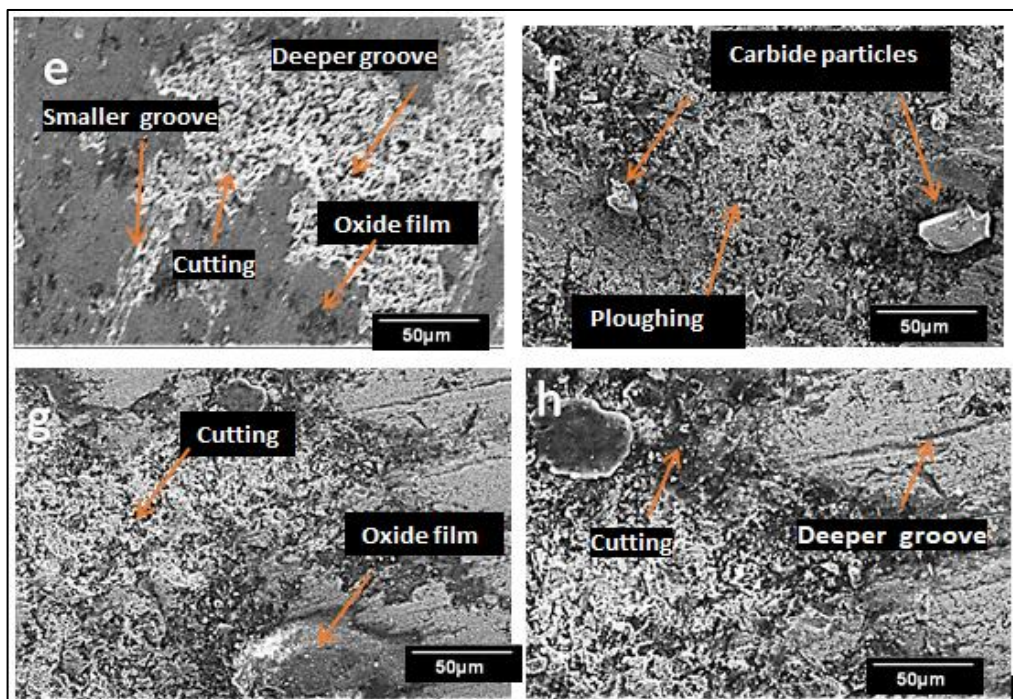 e
Deeper groove
Smaller groove
Oxide film
Cutting
50µm
f
Carbide particles
Ploughing
50µm
g
Cutting
Oxide film
50µm
h
Cutting
Deeper groove
50µm